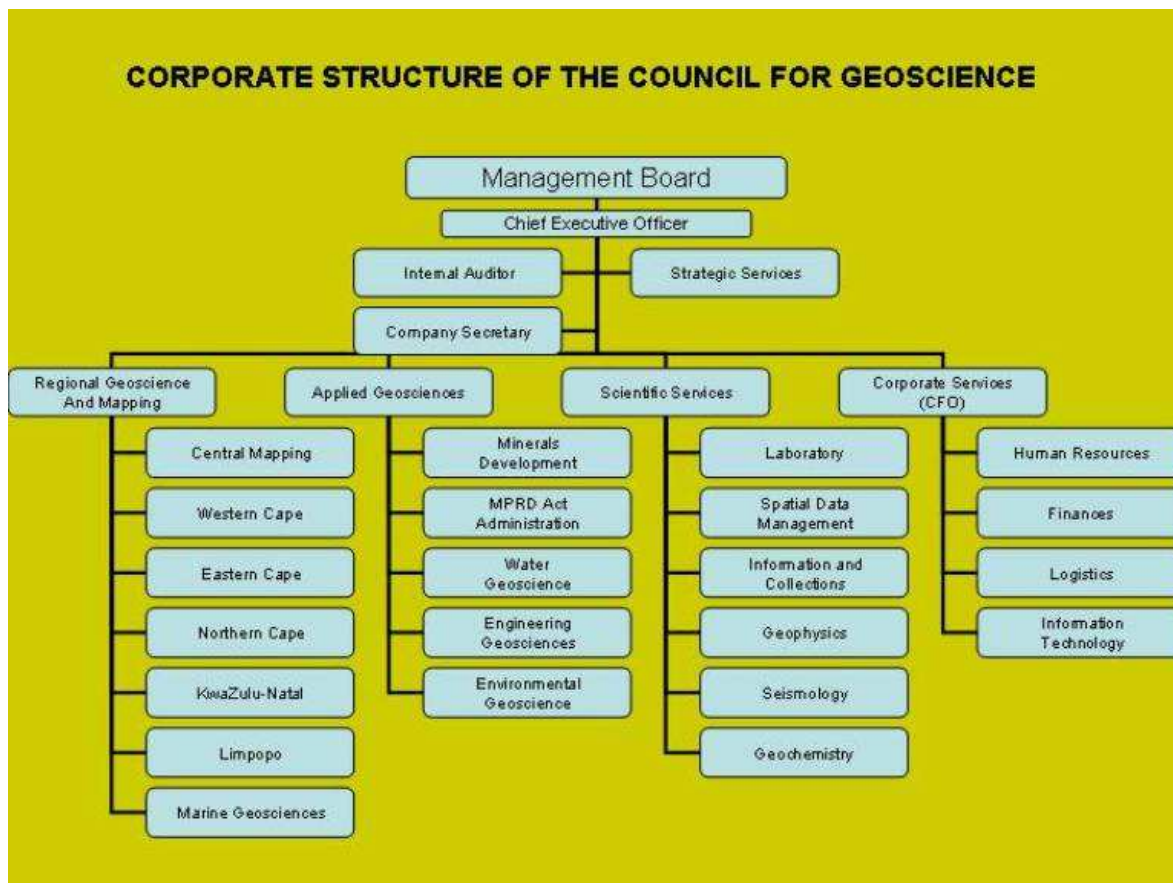 CORPORATE STRUCTURE OF THE COUNCIL FOR GEOSCIENCE
Management Board
Chief Executive Officer
Internal Auditor
Strategic Services
Company Secretary
Regional Geoscience
And Mapping
Applied Geosciences
Scientific Services
Corporate Services
(CFO)
Central Mapping
Western Cape
Eastern Cape
Northern Cape
KwaZulu-Natal
Limpopo
Marine Geosciences
Minerals
Development
MPRD Act
Administration
Water
Geoscience
Engineering
Geosciences
Environmental
Geoscience
Laboratory
Spatial Data
Management
Information and
Collections
Geophysics
Seismology
Geochemistry
Human Resources
Finances
Logistics
Information
Technology